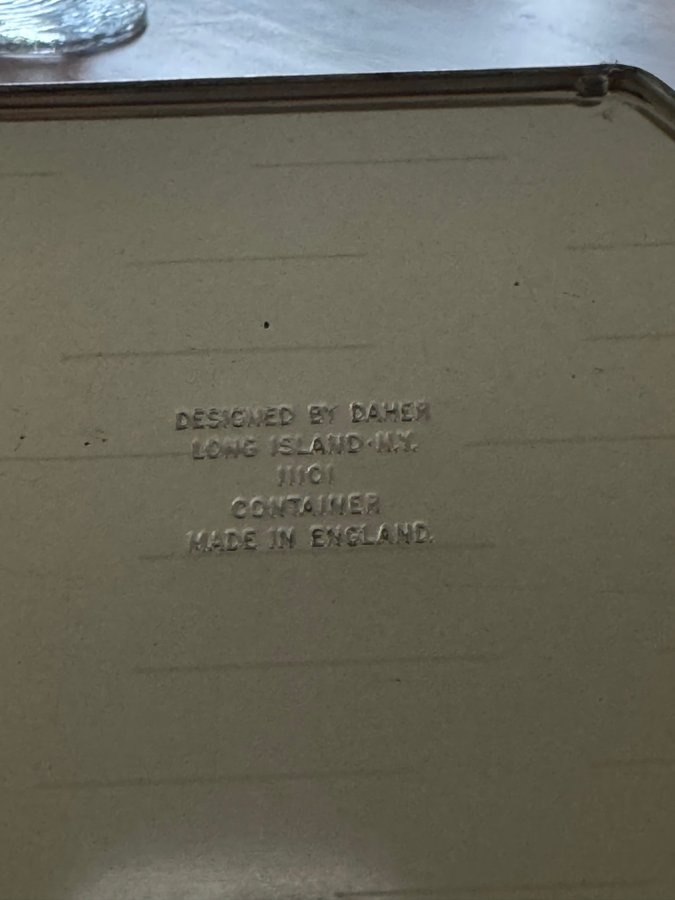 DESIGNED BY DAHER
LONG ISLAND·N.Y.
11101
CONTAINER
MADE IN ENGLAND.